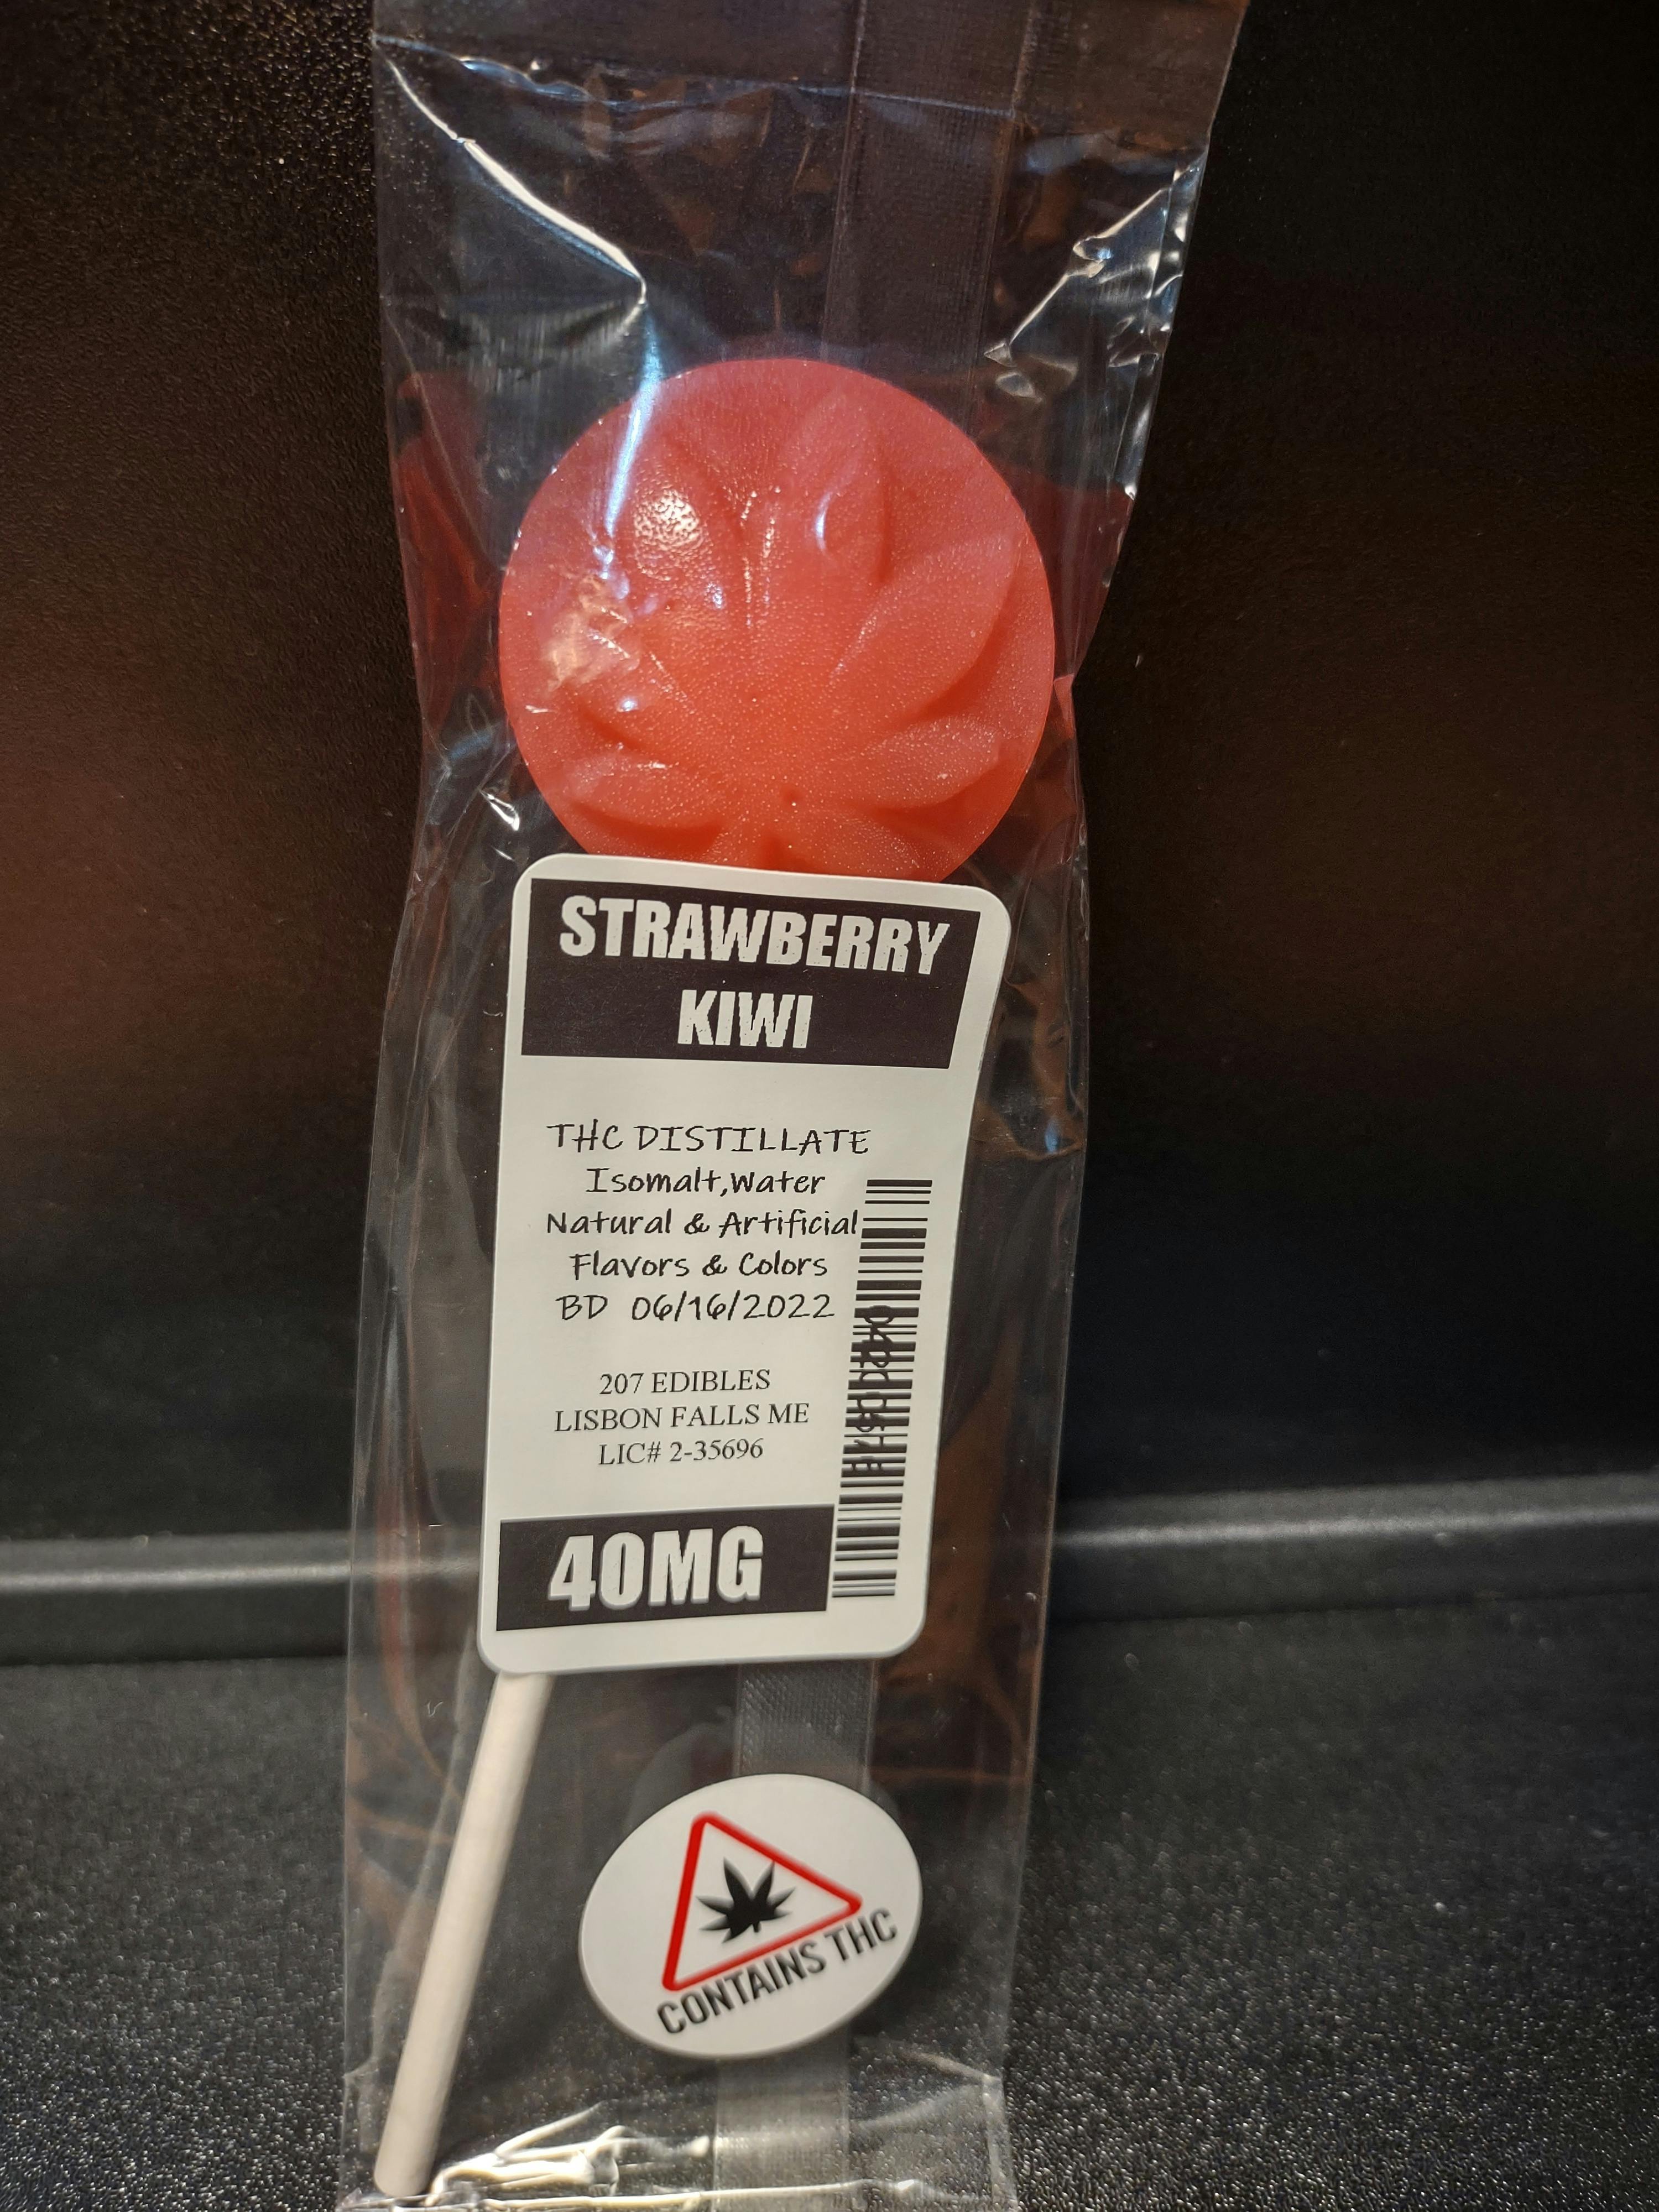 STRAWBERRY
KIWI
THC DISTILLATE
Isomalt,Water
Natural & Artificial
Flavors & Colors
BD 06/16/2022
207 EDIBLES
LISBON FALLS ME
LIC# 2-35696
40MG
CONTAINS THC